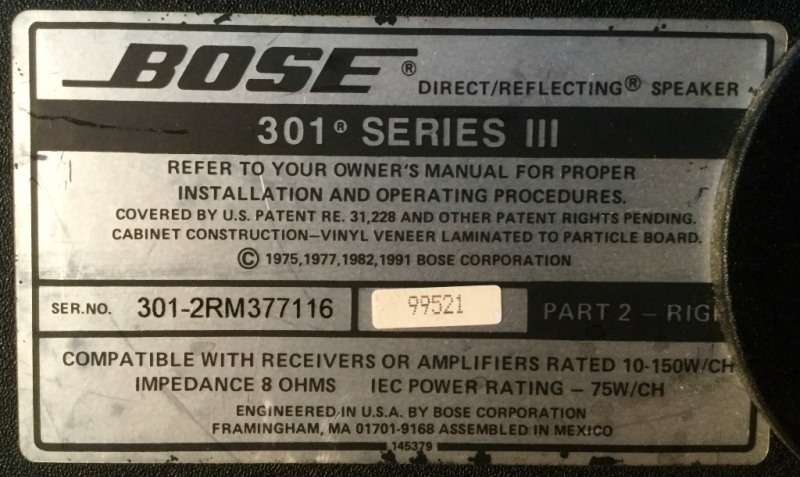 BOSE® DIRECT/REFLECTING® SPEAKER
301® SERIES III
REFER TO YOUR OWNER'S MANUAL FOR PROPER
INSTALLATION AND OPERATING PROCEDURES.
COVERED BY U.S. PATENT RE. 31,228 AND OTHER PATENT RIGHTS PENDING.
CABINET CONSTRUCTION—VINYL VENEER LAMINATED TO PARTICLE BOARD.
© 1975,1977,1982,1991 BOSE CORPORATION
SER.NO. 301-2RM377116 99521 PART 2 – RIG
COMPATIBLE WITH RECEIVERS OR AMPLIFIERS RATED 10-150W/CH
IMPEDANCE 8 OHMS IEC POWER RATING – 75W/CH
ENGINEERED IN U.S.A. BY BOSE CORPORATION
FRAMINGHAM, MA 01701-9168 ASSEMBLED IN MEXICO
145379